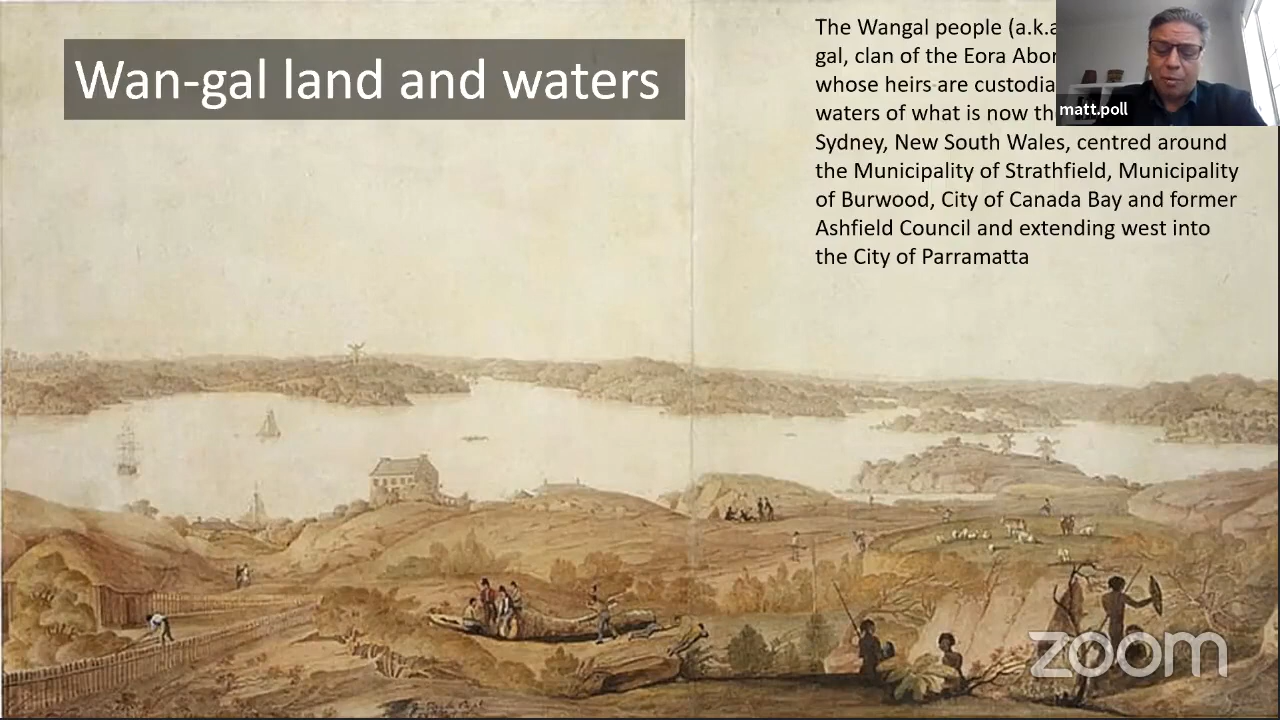 Wan-gal land and waters
The Wangal people (a.k.a
gal, clan of the Eora Abor
whose heirs are custodia
waters of what is now th
Sydney, New South Wales, centred around
the Municipality of Strathfield, Municipality
of Burwood, City of Canada Bay and former
Ashfield Council and extending west into
the City of Parramatta
matt.poll
zoom